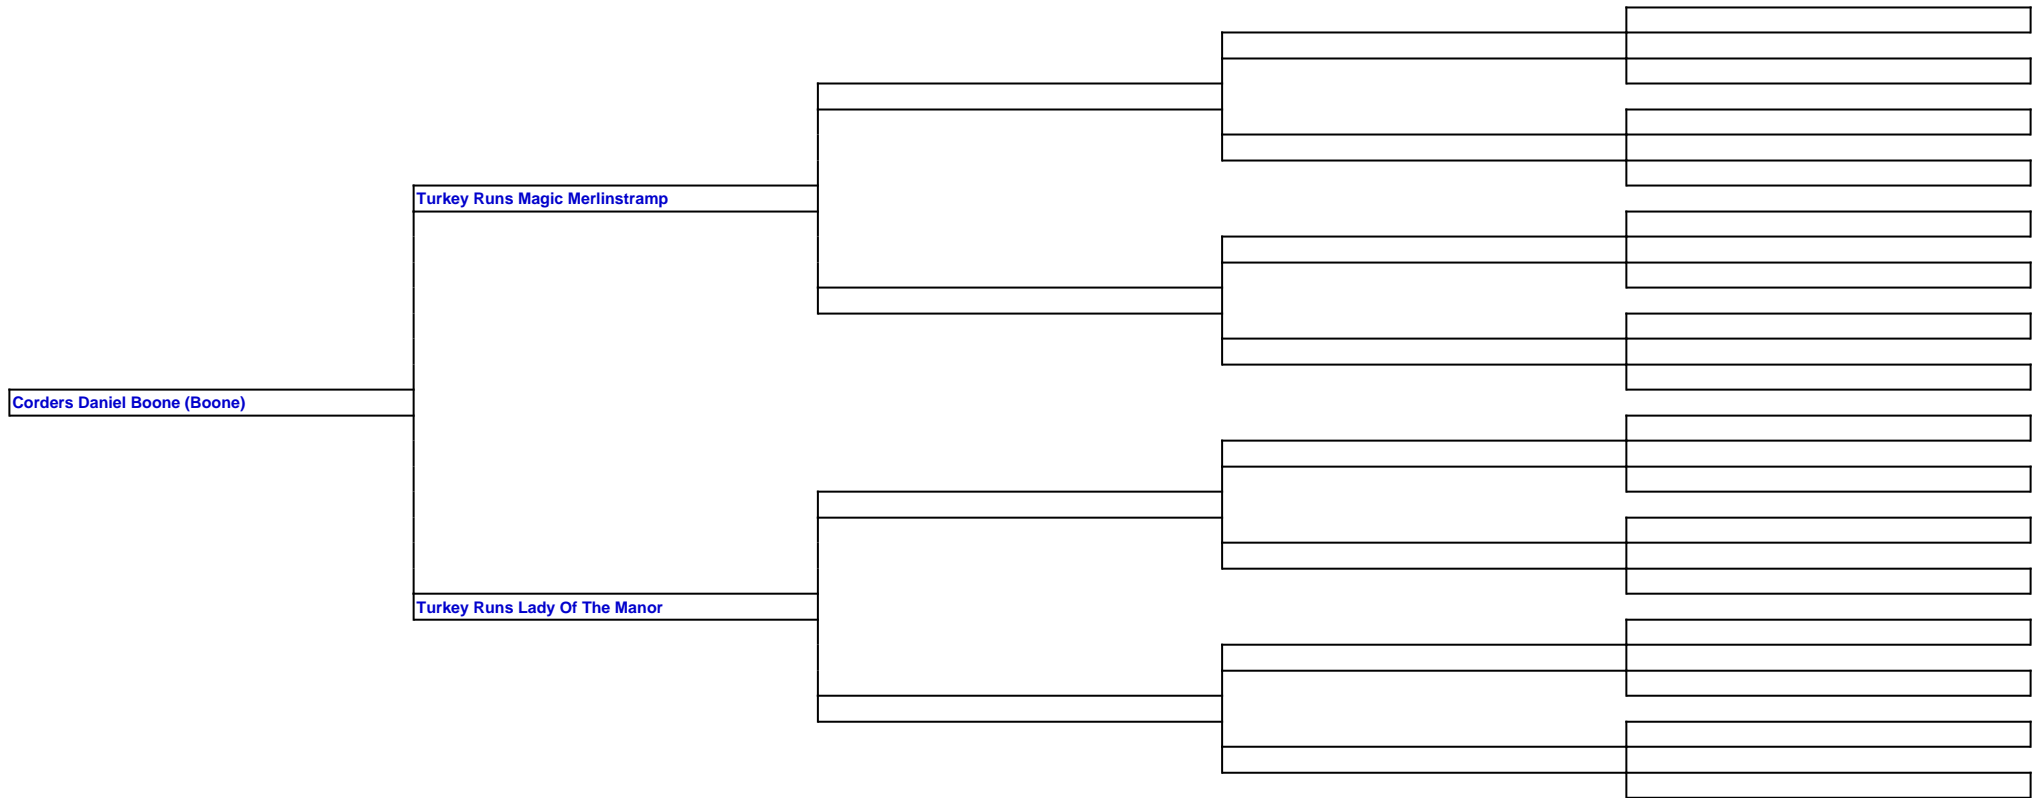 Turkey Runs Magic Merlinstramp
Corders Daniel Boone (Boone)
Turkey Runs Lady Of The Manor